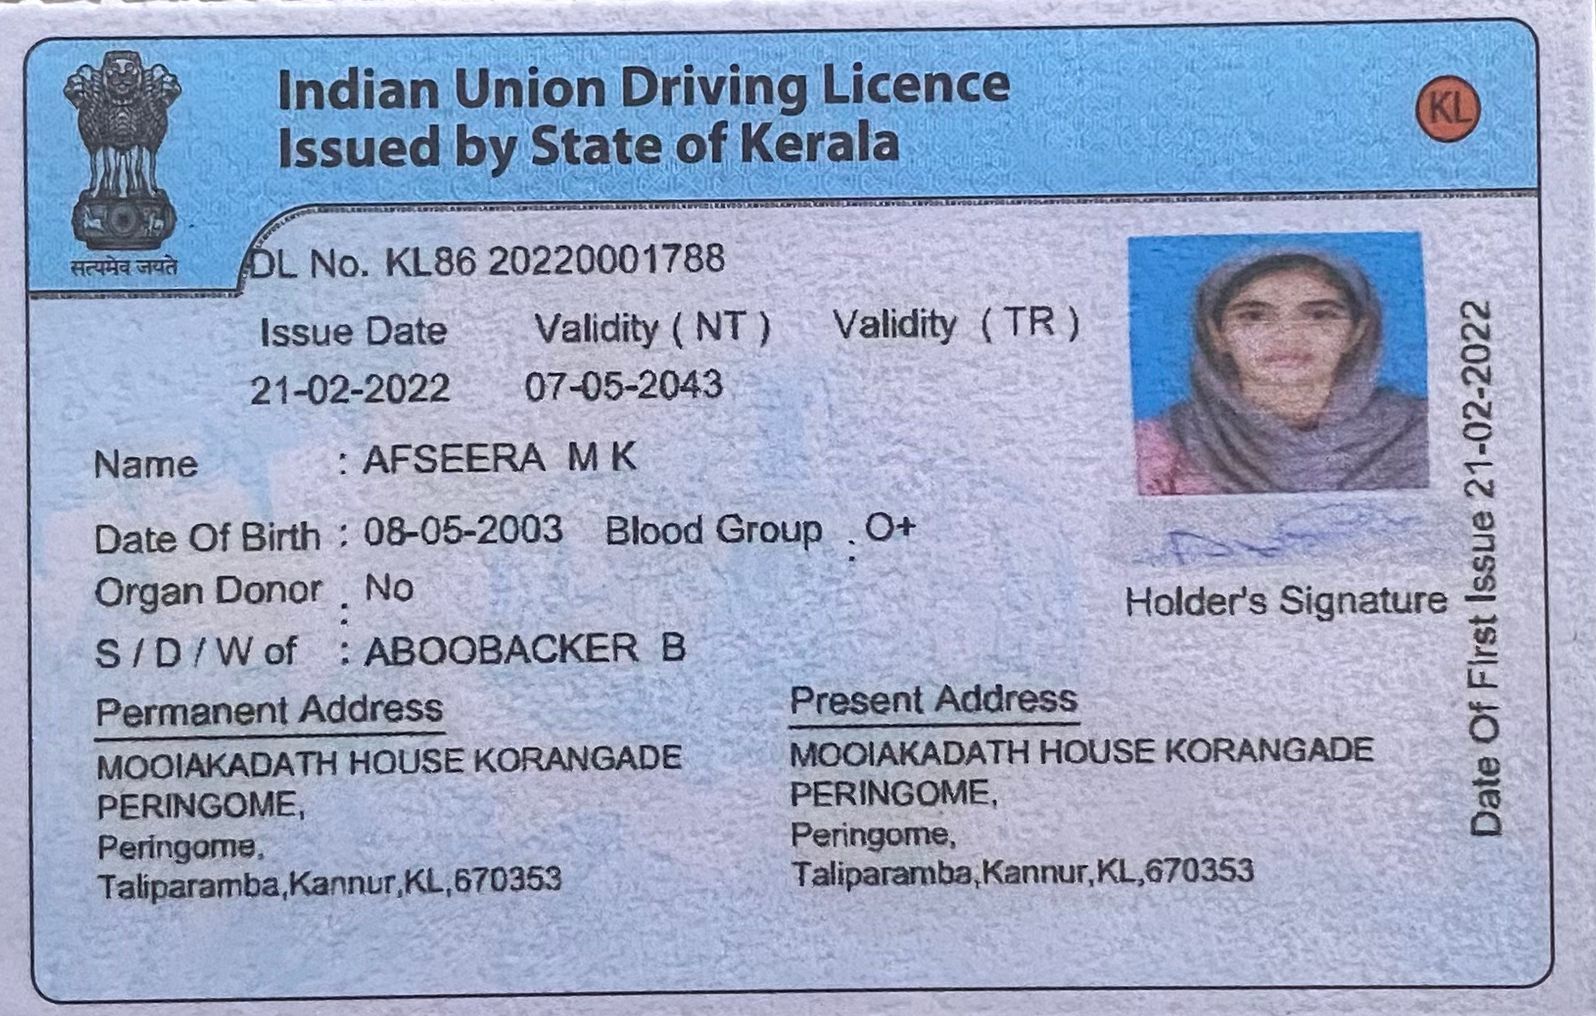 Indian Union Driving Licence
Issued by State of Kerala
KL
सत्यमेव जयते
DL No. KL86 20220001788
Issue Date Validity ( NT ) Validity ( TR )
21-02-2022 07-05-2043
Name : AFSEERA M K
Date Of Birth : 08-05-2003 Blood Group : O+
Organ Donor : No
S / D / W of : ABOOBACKER B
Holder's Signature
Date Of First Issue 21-02-2022
Permanent Address
MOOIAKADATH HOUSE KORANGADE
PERINGOME,
Peringome,
Taliparamba,Kannur,KL,670353
Present Address
MOOIAKADATH HOUSE KORANGADE
PERINGOME,
Peringome,
Taliparamba,Kannur,KL,670353